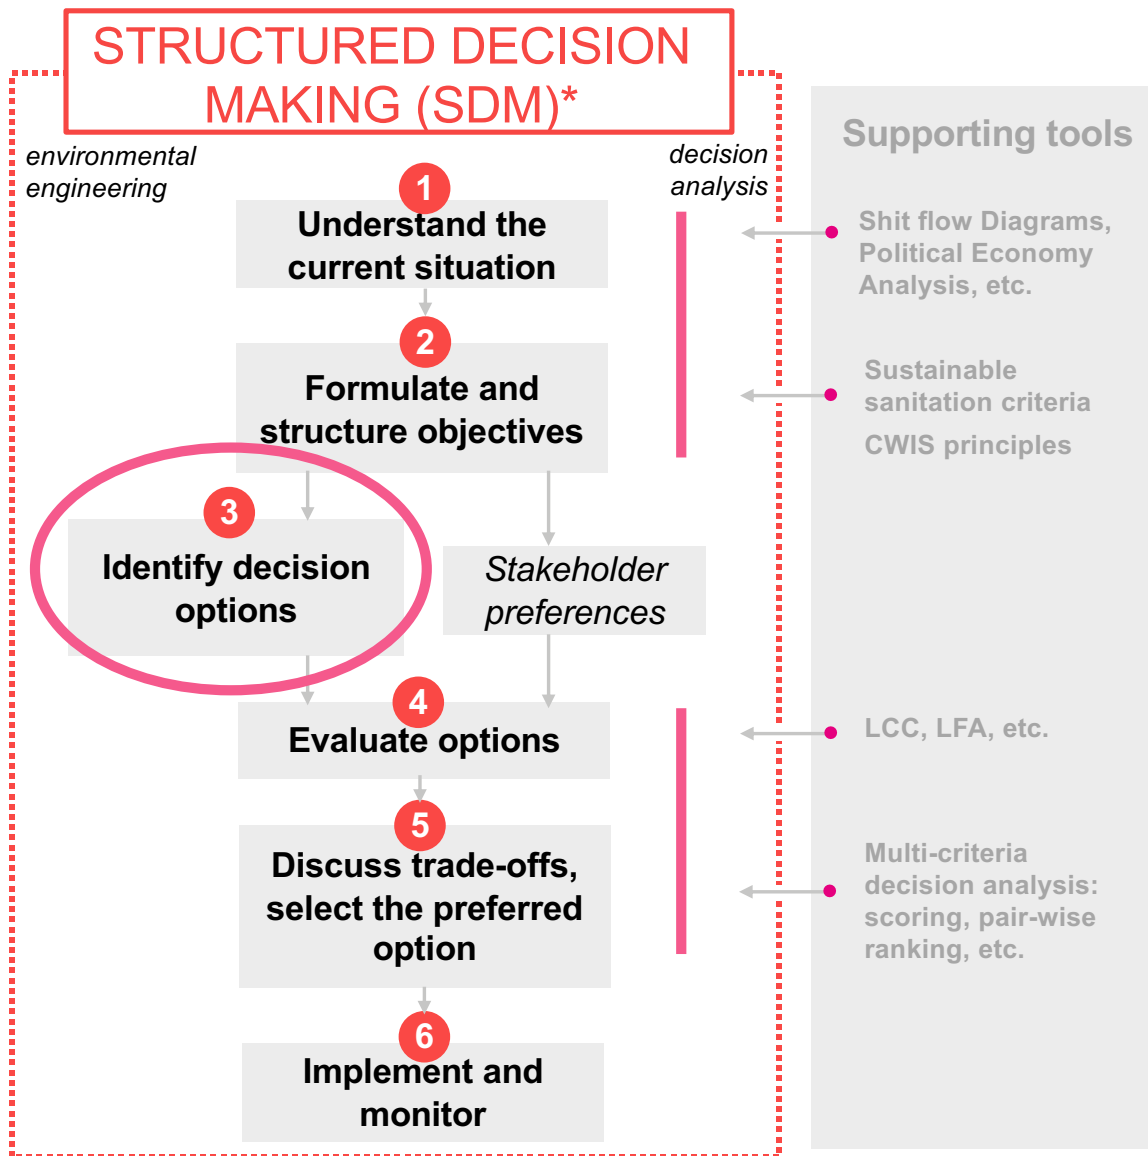 STRUCTURED DECISION
MAKING (SDM)*
environmental
engineering
decision
analysis
1
Understand the
current situation
2
Formulate and
structure objectives
3
Identify decision
options
Stakeholder
preferences
4
Evaluate options
5
Discuss trade-offs,
select the preferred
option
6
Implement and
monitor
Supporting tools
Shit flow Diagrams,
Political Economy
Analysis, etc.
Sustainable
sanitation criteria
CWIS principles
LCC, LFA, etc.
Multi-criteria
decision analysis:
scoring, pair-wise
ranking, etc.